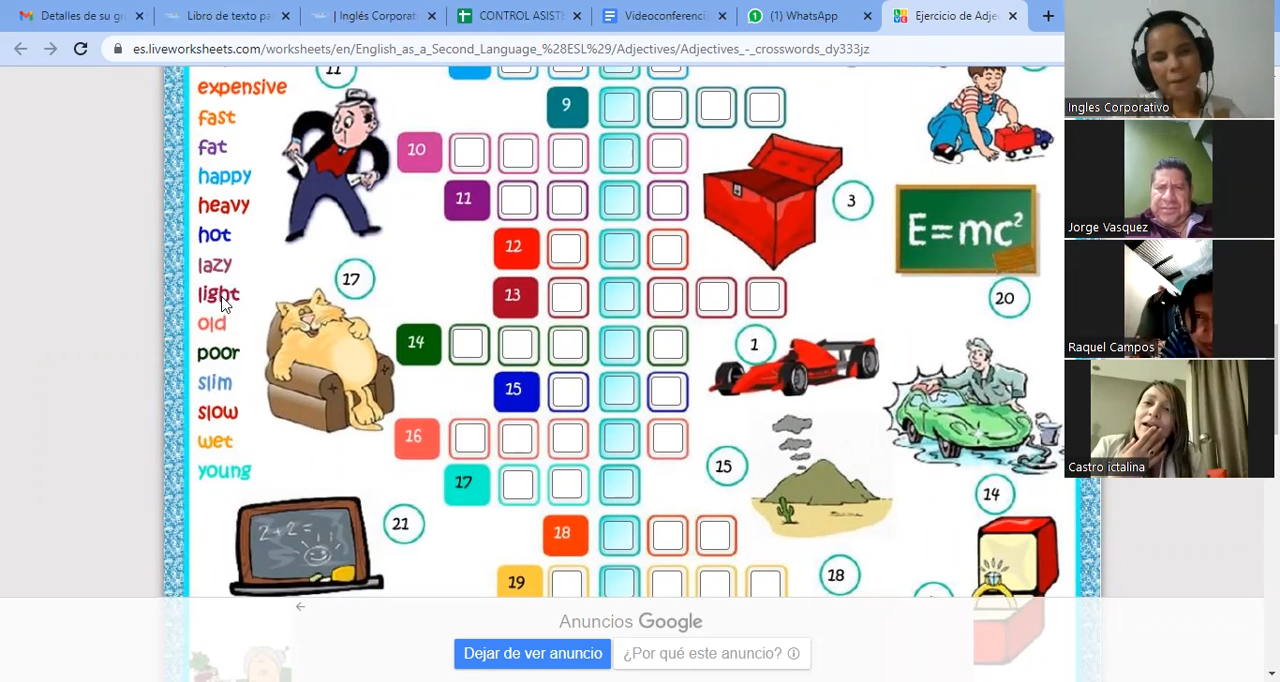 Detalles de su gr
Libro de texto pa
Inglés Corporat
CONTROL ASIST
Videoconferenci
1 (1) WhatsApp
Ejercicio de Adje
es.liveworksheets.com/worksheets/en/English_as_a_Second_Language_%28ESL%29/Adjectives/Adjectives_-_crosswords_dy333jz
Ingles Corporativo
11
expensive
fast
9
fat
10
happy
11
3
E=mc²
Jorge Vasquez
heavy
hot
12
lazy
17
light
13
20
old
14
1
Raquel Campos
poor
slim
15
slow
16
wet
15
Castro ictalina
young
17
14
21
2+2=
18
18
19
Anuncios Google
Dejar de ver anuncio
¿Por qué este anuncio?